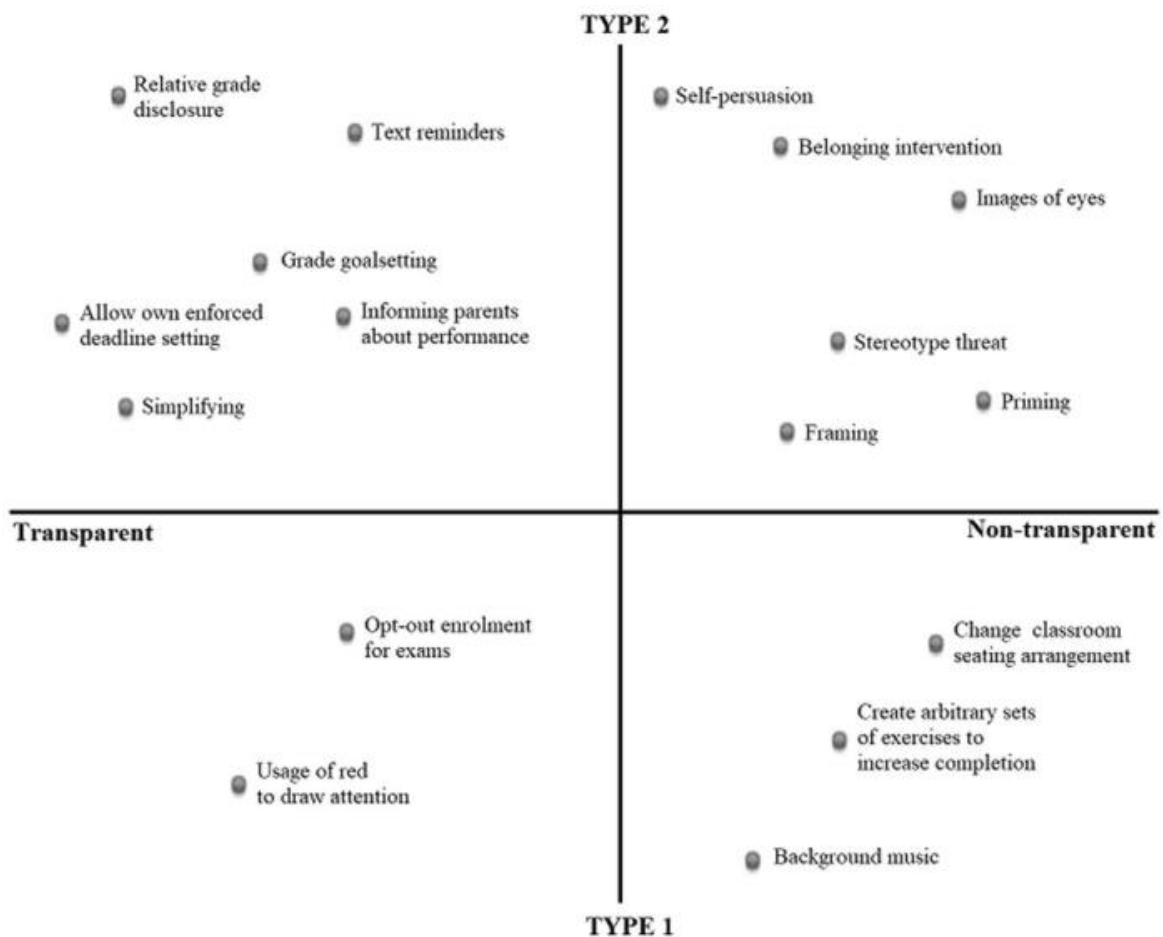 TYPE 2
Relative grade
disclosure
Text reminders
Self-persuasion
Belonging intervention
Images of eyes
Grade goalsetting
Allow own enforced
deadline setting
Informing parents
about performance
Stereotype threat
Simplifying
Priming
Framing
Transparent
Non-transparent
Opt-out enrolment
for exams
Change classroom
seating arrangement
Create arbitrary sets
of exercises to
increase completion
Usage of red
to draw attention
Background music
TYPE 1